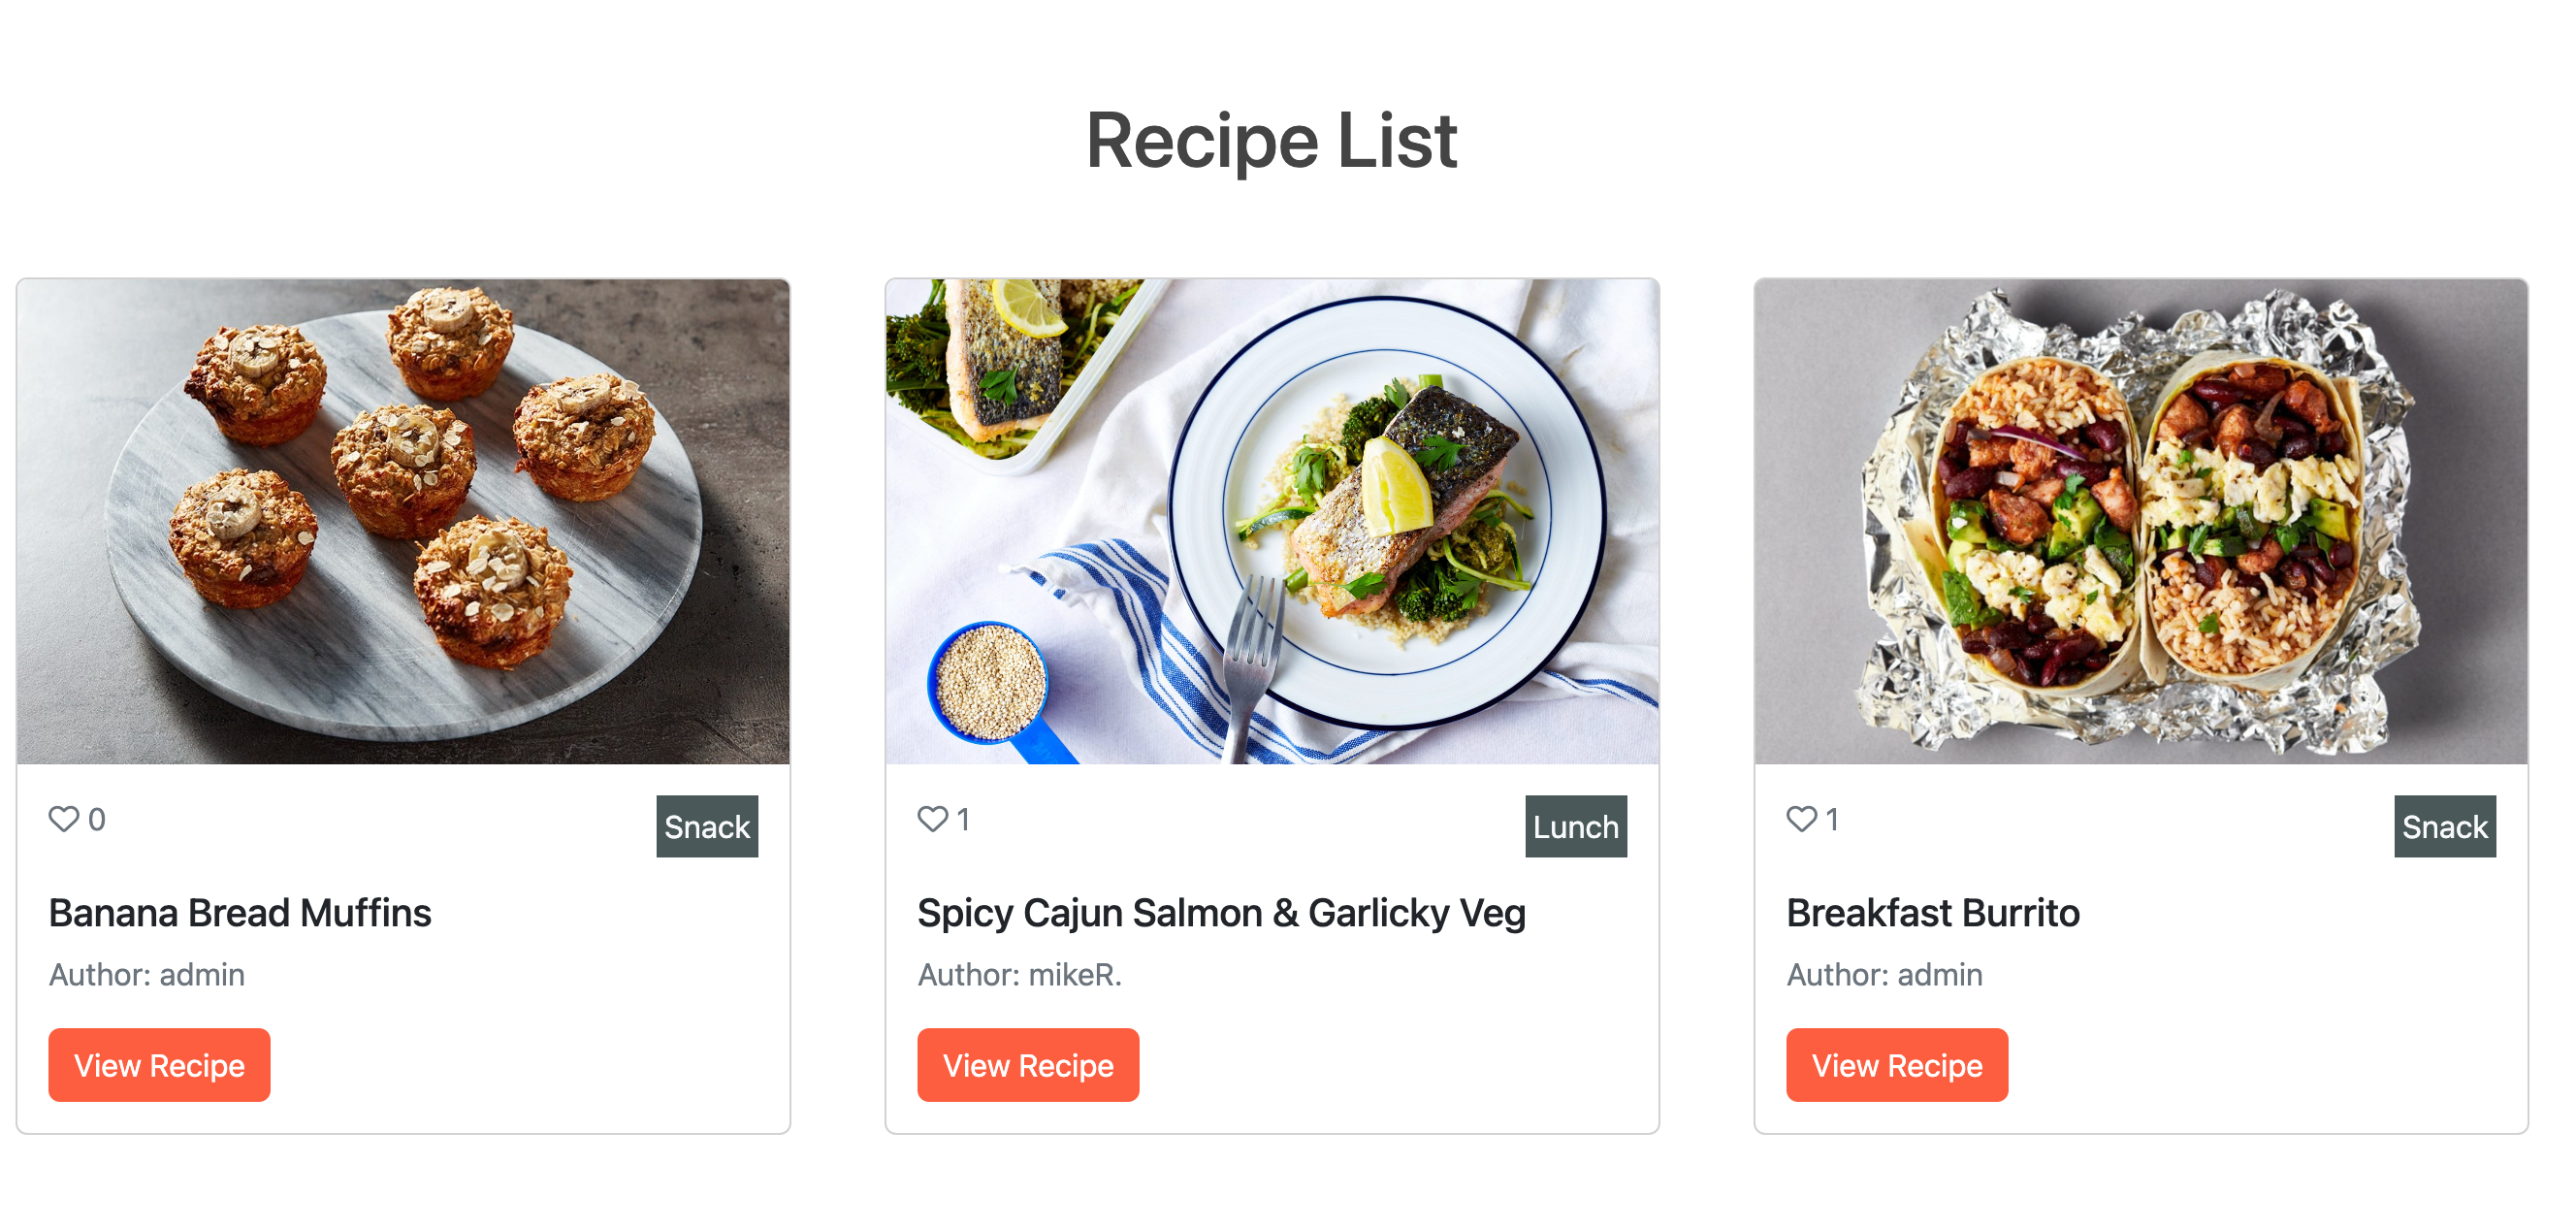 Recipe List
0
Snack
Banana Bread Muffins
Author: admin
View Recipe
1
Lunch
Spicy Cajun Salmon & Garlicky Veg
Author: mikeR.
View Recipe
1
Snack
Breakfast Burrito
Author: admin
View Recipe